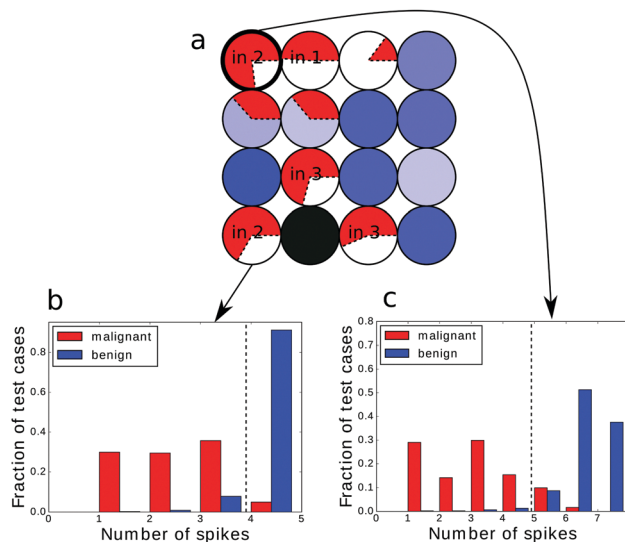 a
in 2 in 1
in 3
in 2 in 3
b
malignant
benign
Fraction of test cases
0.8
0.6
0.4
0.2
0.0
0 1 2 3 4 5
Number of spikes
c
malignant
benign
Fraction of test cases
0.8
0.7
0.6
0.5
0.4
0.3
0.2
0.1
0.0
0 1 2 3 4 5 6 7
Number of spikes